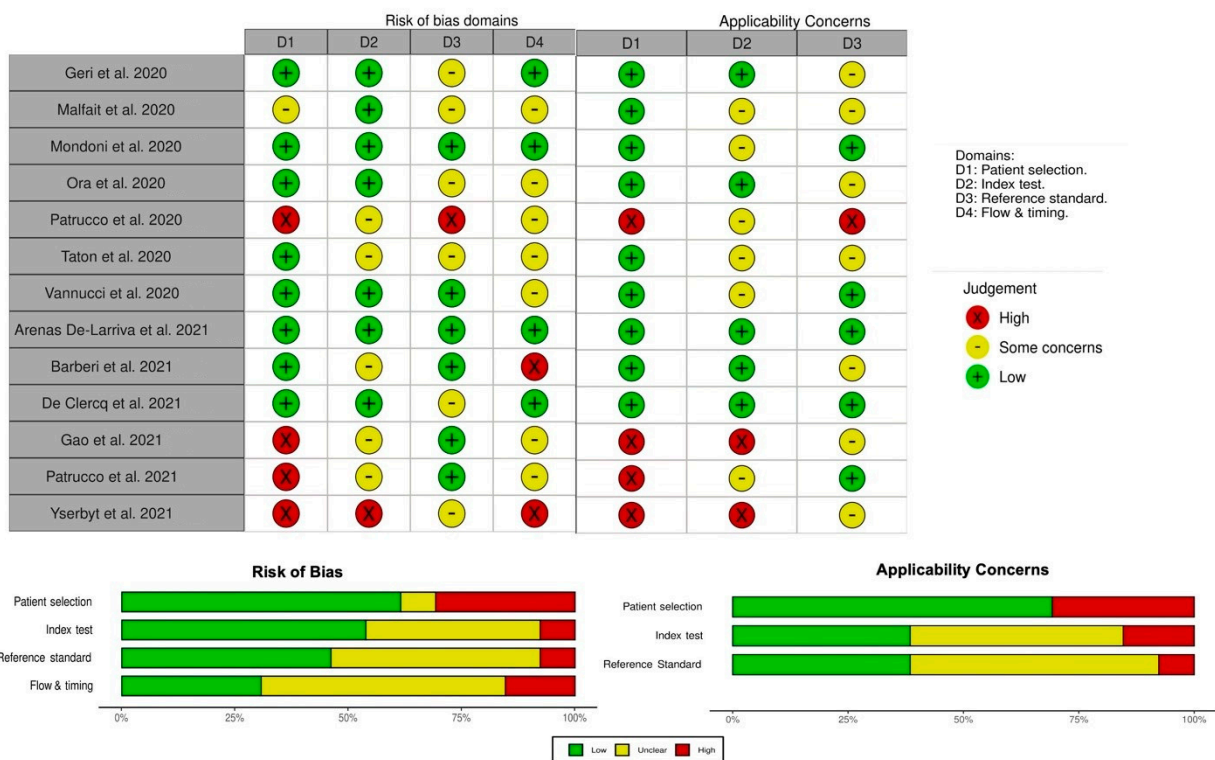 Risk of bias domains Applicability Concerns
D1 D2 D3 D4 D1 D2 D3
Geri et al. 2020 + + - + + + -
Malfait et al. 2020 - + - - + - -
Mondoni et al. 2020 + + + + + - +
Ora et al. 2020 + + - - + + -
Patrucco et al. 2020 X - X - X - X
Taton et al. 2020 + - - - + - -
Vannucci et al. 2020 + + + - + - +
Arenas De-Larriva et al. 2021 + + + + + + +
Barberi et al. 2021 + - + X + + -
De Clercq et al. 2021 + + - + + + +
Gao et al. 2021 X - + - X X -
Patrucco et al. 2021 X - + - X - +
Yserbyt et al. 2021 X X - X X X -
Domains:
D1: Patient selection.
D2: Index test.
D3: Reference standard.
D4: Flow & timing.
Judgement
X High
- Some concerns
+ Low
Risk of Bias
Patient selection
Index test
Reference standard
Flow & timing
0% 25% 50% 75% 100%
Applicability Concerns
Patient selection
Index test
Reference Standard
0% 25% 50% 75% 100%
Low Unclear High